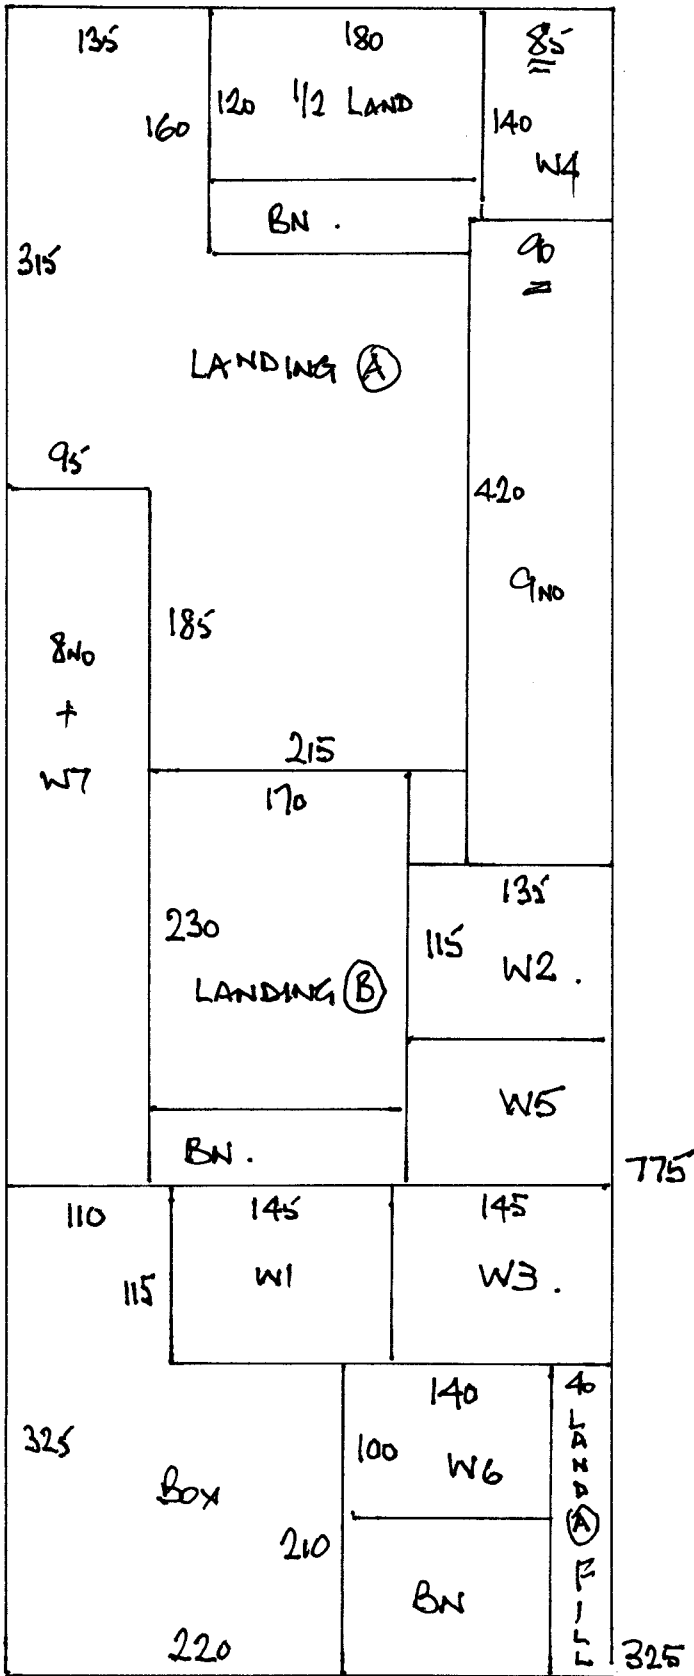 135
180
85
160
120
1/2 LAND
140
W4
BN .
90
315
LANDING A
95
420
9NO
185
8NO
+
W7
215
170
135
230
115
W2 .
LANDING B
W5
BN .
775
110
145
145
115
W1
W3 .
140
40
LAND A FILL
325
100
W6
BOX
210
BN
220
325